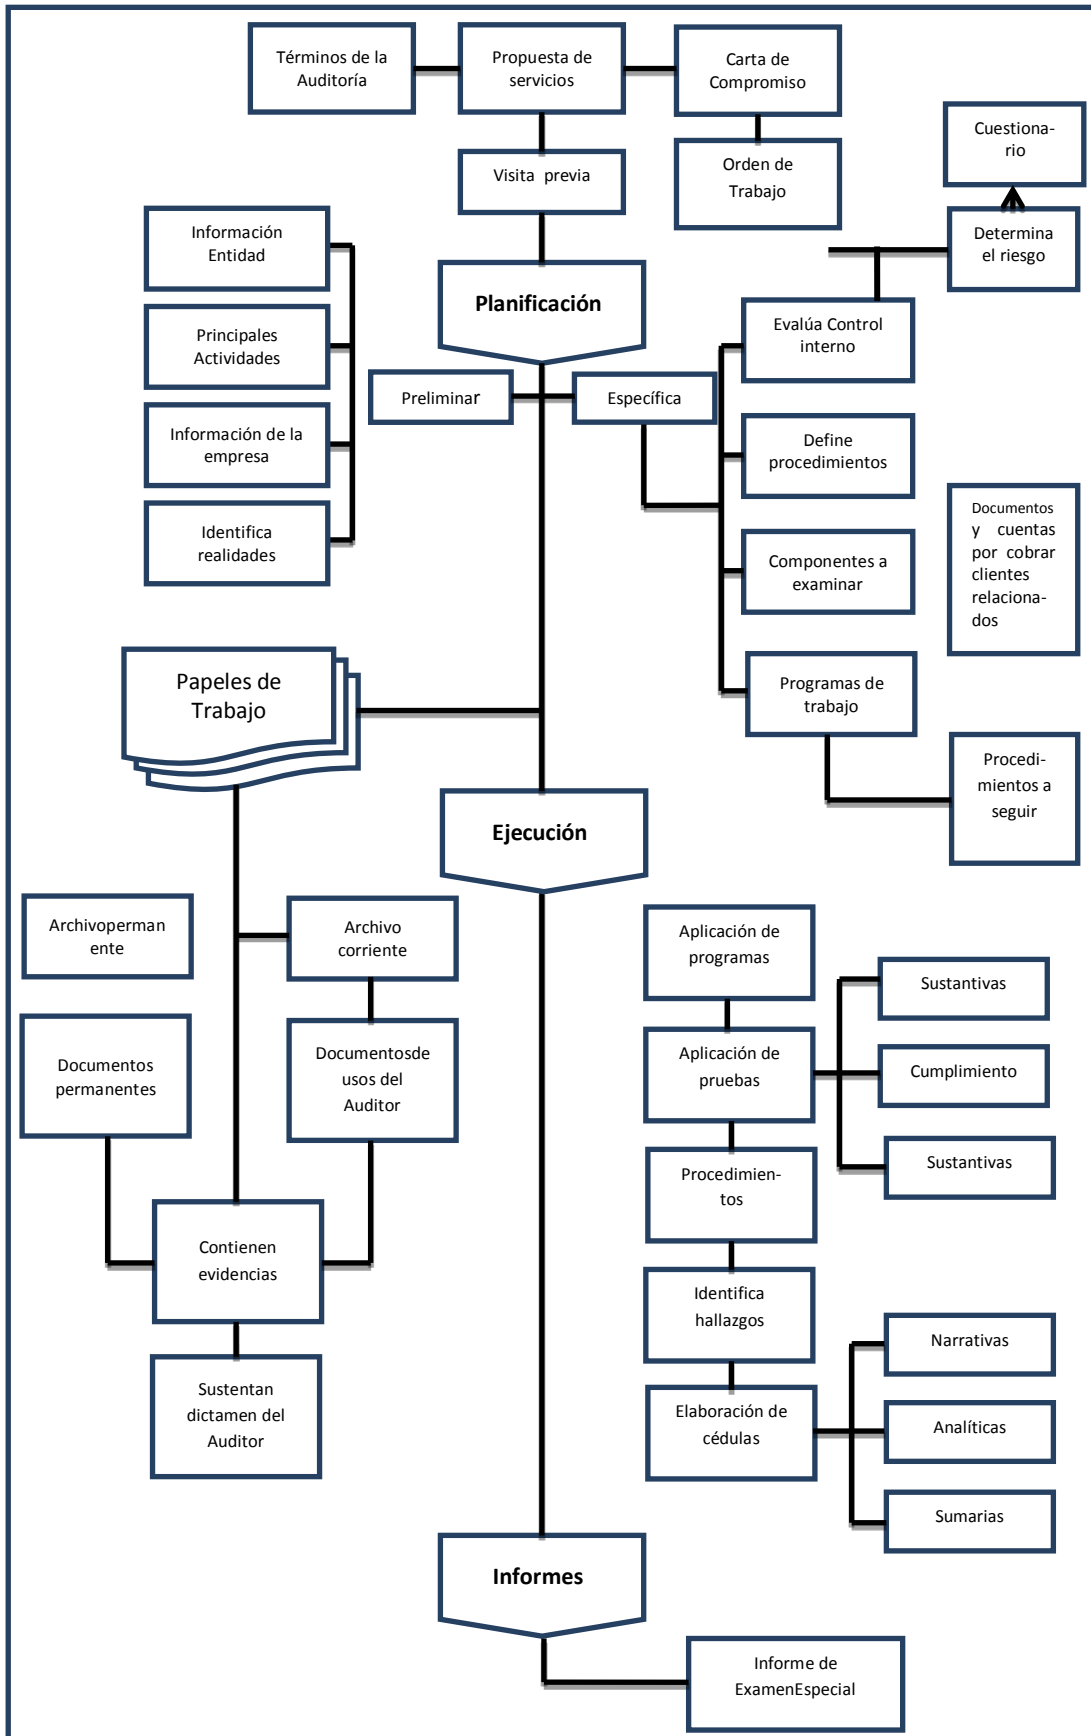 Términos de la
Auditoría
Propuesta de
servicios
Carta de
Compromiso
Visita previa
Orden de
Trabajo
Cuestiona-
rio
Determina
el riesgo
Información
Entidad
Planificación
Evalúa Control
interno
Principales
Actividades
Preliminar
Específica
Información de la
empresa
Define
procedimientos
Identifica
realidades
Componentes a
examinar
Documentos
y cuentas
por cobrar
clientes
relaciona-
dos
Papeles de
Trabajo
Programas de
trabajo
Procedi-
mientos a
seguir
Ejecución
Archivoperman
ente
Archivo
corriente
Documentos
permanentes
Documentosde
usos del
Auditor
Contienen
evidencias
Sustentan
dictamen del
Auditor
Aplicación de
programas
Aplicación de
pruebas
Sustantivas
Cumplimiento
Sustantivas
Procedimien-
tos
Identifica
hallazgos
Elaboración de
cédulas
Narrativas
Analíticas
Sumarias
Informes
Informe de
ExamenEspecial